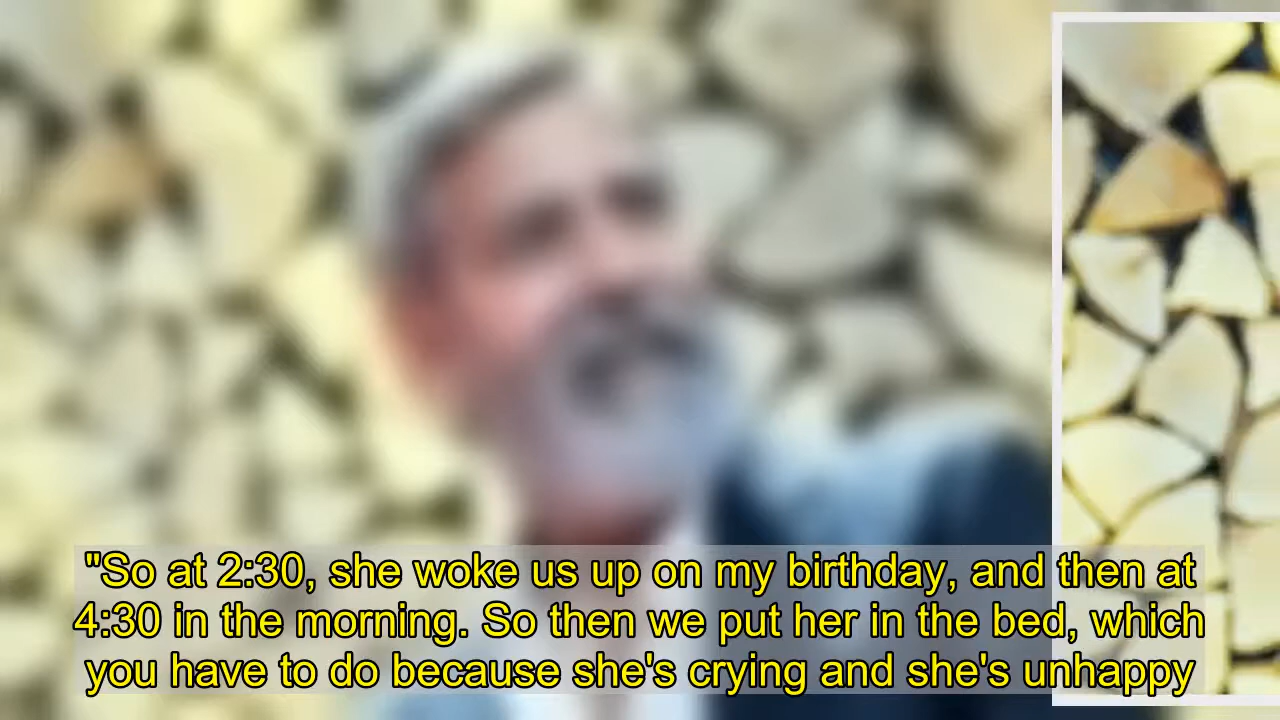 "So at 2:30, she woke us up on my birthday, and then at
4:30 in the morning. So then we put her in the bed, which
you have to do because she's crying and she's unhappy